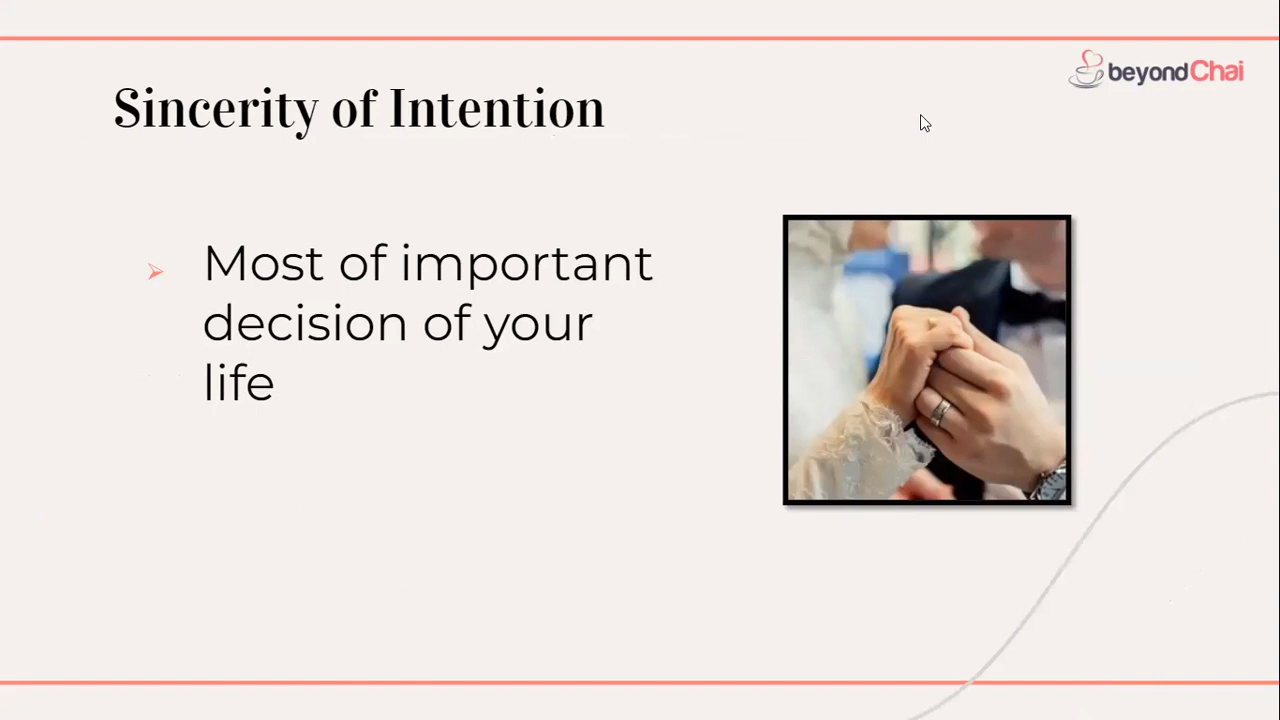 beyondChai
Sincerity of Intention
Most of important
decision of your
life